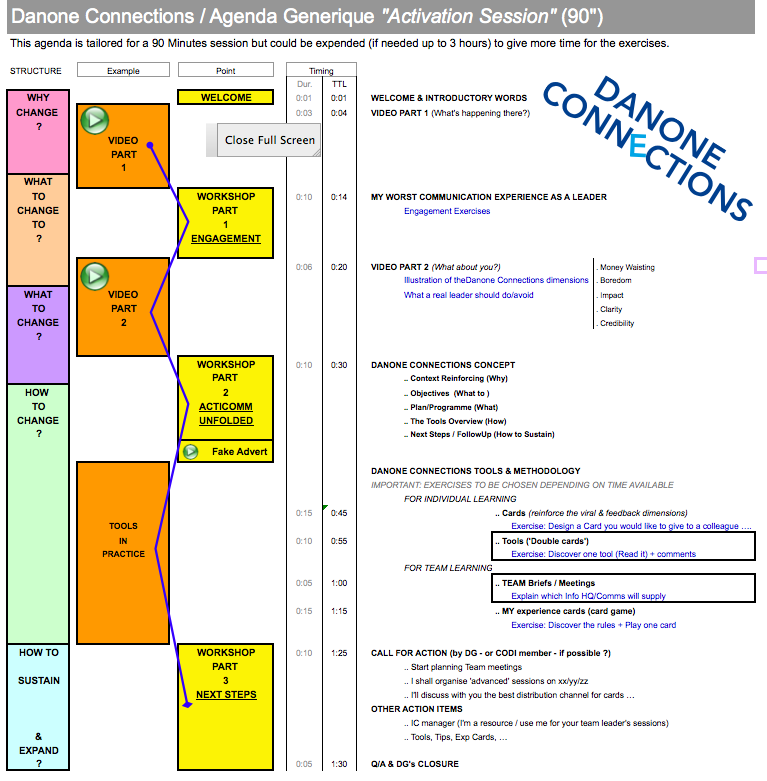 Danone Connections / Agenda Generique "Activation Session" (90")
This agenda is tailored for a 90 Minutes session but could be expended (if needed up to 3 hours) to give more time for the exercises.
STRUCTURE Example Point Timing
Dur. TTL
WHY
CHANGE
?
WHAT
TO
CHANGE
TO
?
WHAT
TO
CHANGE
?
HOW
TO
CHANGE
?
HOW TO
SUSTAIN
&
EXPAND
?
VIDEO
PART
1
VIDEO
PART
2
TOOLS
IN
PRACTICE
WELCOME
Close Full Screen
WORKSHOP
PART
1
ENGAGEMENT
WORKSHOP
PART
2
ACTICOMM
UNFOLDED
Fake Advert
WORKSHOP
PART
3
NEXT STEPS
0:01 0:01 WELCOME & INTRODUCTORY WORDS
0:03 0:04 VIDEO PART 1 (What's happening there?)
DANONE
CONNECTIONS
0:10 0:14 MY WORST COMMUNICATION EXPERIENCE AS A LEADER
Engagement Exercises
0:06 0:20 VIDEO PART 2 (What about you?)
Illustration of theDanone Connections dimensions
What a real leader should do/avoid
. Money Waisting
. Boredom
. Impact
. Clarity
. Credibility
0:10 0:30 DANONE CONNECTIONS CONCEPT
.. Context Reinforcing (Why)
.. Objectives (What to )
.. Plan/Programme (What)
.. The Tools Overview (How)
.. Next Steps / FollowUp (How to Sustain)
DANONE CONNECTIONS TOOLS & METHODOLOGY
IMPORTANT: EXERCISES TO BE CHOSEN DEPENDING ON TIME AVAILABLE
FOR INDIVIDUAL LEARNING
0:15 0:45 .. Cards (reinforce the viral & feedback dimensions)
Exercise: Design a Card you would like to give to a colleague ....
0:10 0:55 .. Tools ('Double cards')
Exercise: Discover one tool (Read it) + comments
FOR TEAM LEARNING
0:05 1:00 .. TEAM Briefs / Meetings
Explain which Info HQ/Comms will supply
0:15 1:15 .. MY experience cards (card game)
Exercise: Discover the rules + Play one card
0:10 1:25 CALL FOR ACTION (by DG - or CODI member - if possible ?)
.. Start planning Team meetings
.. I shall organise 'advanced' sessions on xx/yy/zz
.. I'll discuss with you the best distribution channel for cards …
OTHER ACTION ITEMS
.. IC manager (I'm a resource / use me for your team leader's sessions)
.. Tools, Tips, Exp Cards, …
0:05 1:30 Q/A & DG's CLOSURE